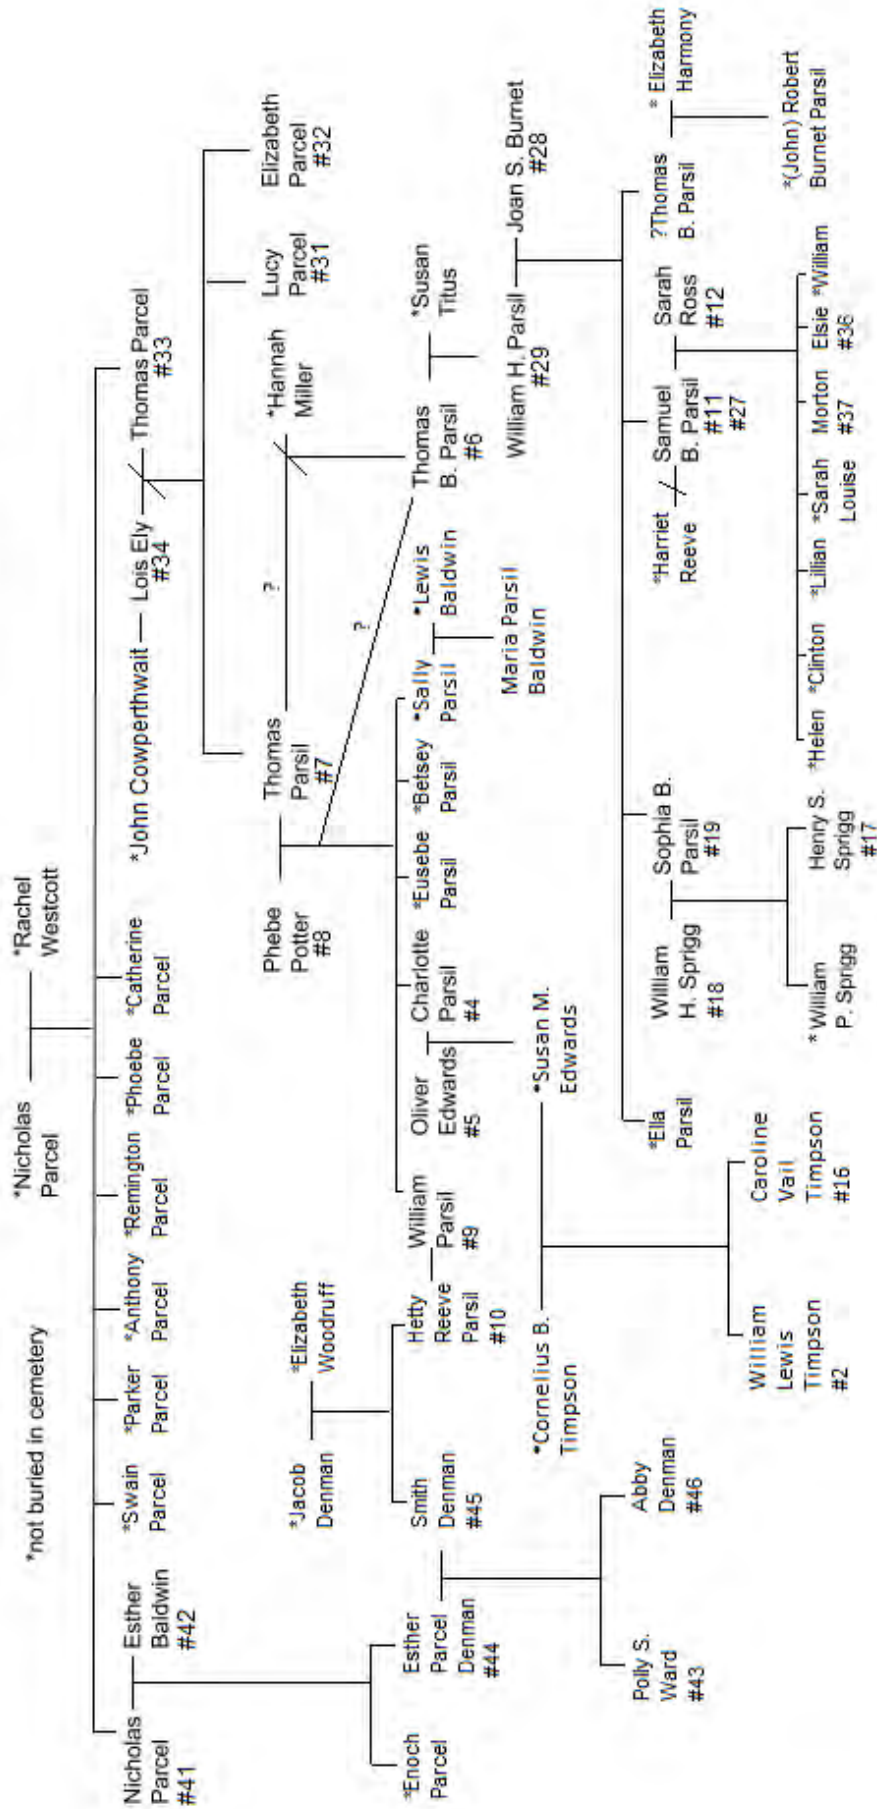 *not buried in cemetery
*Nicholas
Parcel
*Rachel
Westcott
Nicholas
Parcel
#41
Esther
Baldwin
#42
*Swain
Parcel
*Parker
Parcel
*Anthony
Parcel
*Remington
Parcel
*Phoebe
Parcel
*Catherine
Parcel
*John Cowperthwait
Lois Ely
#34
Thomas Parcel
#33
*Jacob
Denman
*Elizabeth
Woodruff
Phebe
Potter
#8
Thomas
Parsil
#7
?
*Hannah
Miller
Lucy
Parcel
#31
Elizabeth
Parcel
#32
*Enoch
Parcel
Esther
Parcel
Denman
#44
Smith
Denman
#45
Hetty
Reeve
Parsil
#10
William
Parsil
#9
Oliver
Edwards
#5
Charlotte
Parsil
#4
*Eusebe
Parsil
*Betsey
Parsil
*Sally
Parsil
*Lewis
Baldwin
?
Thomas
B. Parsil
#6
*Susan
Titus
*Cornelius B.
Timpson
*Susan M.
Edwards
Maria Parsil
Baldwin
William H. Parsil
#29
Joan S. Burnet
#28
Polly S.
Ward
#43
Abby
Denman
#46
*Ella
Parsil
William
H. Sprigg
#18
Sophia B.
Parsil
#19
*Harriet
Reeve
Samuel
B. Parsil
#11
#27
Sarah
Ross
#12
?Thomas
B. Parsil
* Elizabeth
Harmony
William
Lewis
Timpson
#2
Caroline
Vail
Timpson
#16
* William
P. Sprigg
Henry S.
Sprigg
#17
*Helen
*Clinton
*Lillian
*Sarah
Louise
Morton
#37
Elsie
#36
*William
*(John) Robert
Burnet Parsil